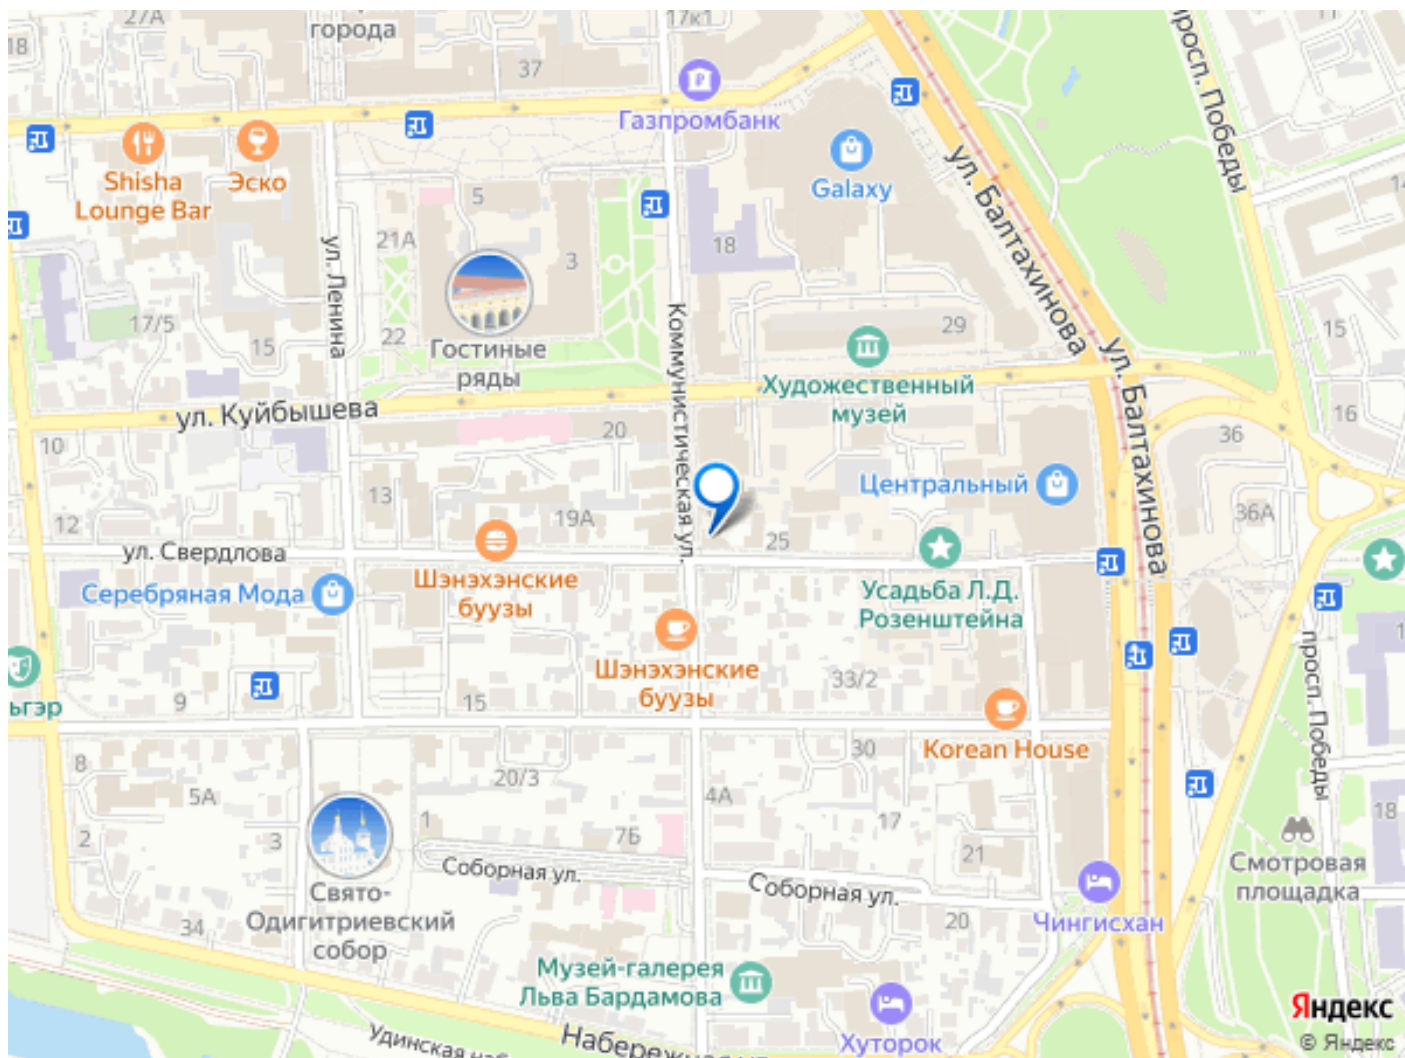 27А
17к1
11
18
города
37
Газпромбанк
просп. Победы
ул. Балтахинова
Shisha
Lounge Bar
Эско
Galaxy
14
5
21А
18
3
ул. Ленина
Коммунистическая ул.
17/5
15
22
29
15
Гостиные
ряды
Художественный
музей
ул. Балтахинова
ул. Куйбышева
16
10
20
36
13
Центральный
12
19А
25
36А
ул. Свердлова
Шэнэхэнские
буузы
Серебряная Мода
Усадьба Л.Д.
Розенштейна
Шэнэхэнские
буузы
33/2
просп. Победы
ьгэр
9
15
Korean House
30
8
20/3
5А
4А
2
3
1
7Б
17
18
21
Соборная ул.
Соборная ул.
Смотровая
площадка
Свято-
Одигитриевский
собор
34
20
Чингисхан
Музей-галерея
Льва Бардамова
Хуторок
Удинская наб
Набережная ул.
Яндекс
© Яндекс